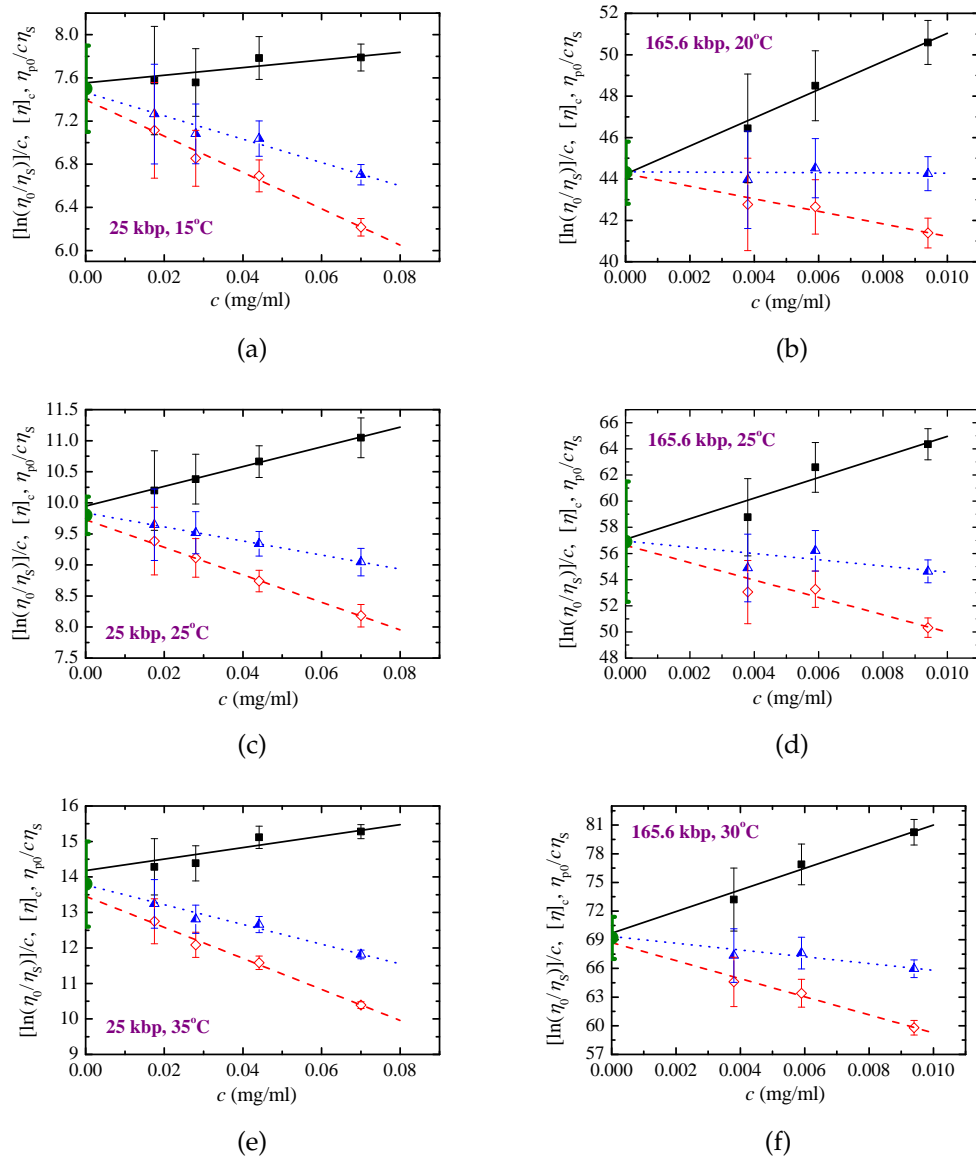 [ln(η₀/ηₛ)]/c, [η]꜀, ηₚ₀/cηₛ
8.0
7.6
7.2
6.8
6.4
6.0
25 kbp, 15°C
0.00 0.02 0.04 0.06 0.08
c (mg/ml)
(a)
[ln(η₀/ηₛ)]/c, [η]꜀, ηₚ₀/cηₛ
52
50
48
46
44
42
40
165.6 kbp, 20°C
0.000 0.002 0.004 0.006 0.008 0.010
c (mg/ml)
(b)
[ln(η₀/ηₛ)]/c, [η]꜀, ηₚ₀/cηₛ
11.5
11.0
10.5
10.0
9.5
9.0
8.5
8.0
7.5
25 kbp, 25°C
0.00 0.02 0.04 0.06 0.08
c (mg/ml)
(c)
[ln(η₀/ηₛ)]/c, [η]꜀, ηₚ₀/cηₛ
66
64
62
60
58
56
54
52
50
48
165.6 kbp, 25°C
0.000 0.002 0.004 0.006 0.008 0.010
c (mg/ml)
(d)
[ln(η₀/ηₛ)]/c, [η]꜀, ηₚ₀/cηₛ
16
15
14
13
12
11
10
9
25 kbp, 35°C
0.00 0.02 0.04 0.06 0.08
c (mg/ml)
(e)
[ln(η₀/ηₛ)]/c, [η]꜀, ηₚ₀/cηₛ
81
78
75
72
69
66
63
60
57
165.6 kbp, 30°C
0.000 0.002 0.004 0.006 0.008 0.010
c (mg/ml)
(f)